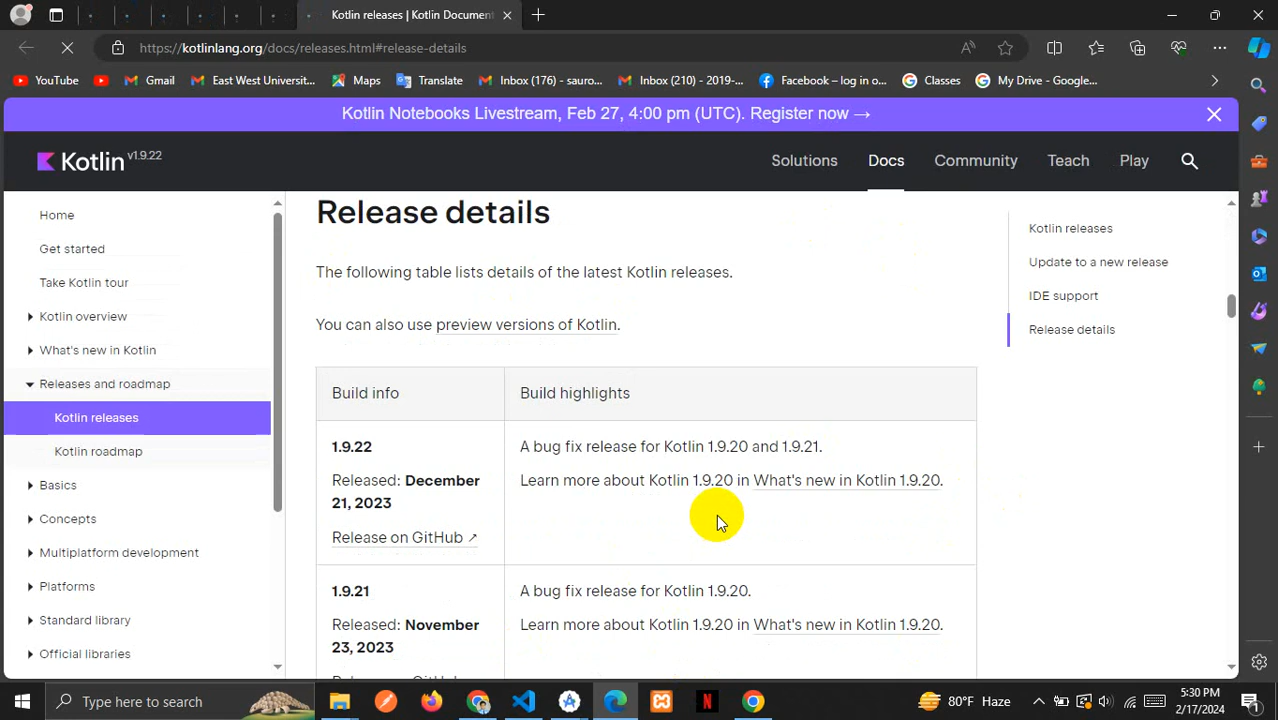 Kotlin releases | Kotlin Document
https://kotlinlang.org/docs/releases.html#release-details
YouTube
Gmail
East West Universit...
Maps
Translate
Inbox (176) - sauro...
Inbox (210) - 2019-...
Facebook – log in o...
Classes
My Drive - Google...
Kotlin Notebooks Livestream, Feb 27, 4:00 pm (UTC). Register now →
Kotlin v1.9.22
Solutions
Docs
Community
Teach
Play
Home
Get started
Take Kotlin tour
Kotlin overview
What's new in Kotlin
Releases and roadmap
Kotlin releases
Kotlin roadmap
Basics
Concepts
Multiplatform development
Platforms
Standard library
Official libraries
Release details
The following table lists details of the latest Kotlin releases.
You can also use preview versions of Kotlin.
Build info
Build highlights
1.9.22
Released: December
21, 2023
Release on GitHub ↗
A bug fix release for Kotlin 1.9.20 and 1.9.21.
Learn more about Kotlin 1.9.20 in What's new in Kotlin 1.9.20.
1.9.21
Released: November
23, 2023
Release on GitHub ↗
A bug fix release for Kotlin 1.9.20.
Learn more about Kotlin 1.9.20 in What's new in Kotlin 1.9.20.
Kotlin releases
Update to a new release
IDE support
Release details
Type here to search
80°F Haze
5:30 PM
2/17/2024